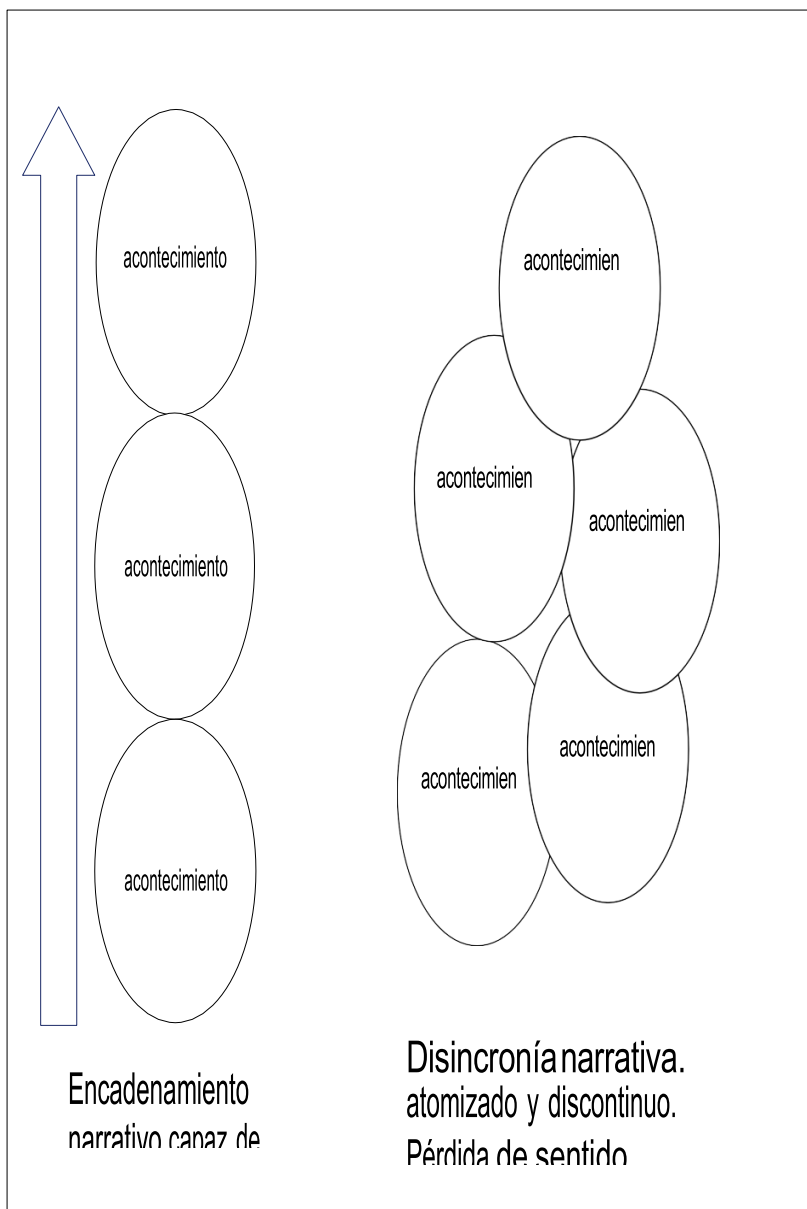 acontecimiento
acontecimiento
acontecimiento
Encadenamiento
narrativo capaz de
acontecimien
acontecimien
acontecimien
acontecimien
acontecimien
Disincronía narrativa.
atomizado y discontinuo.
Pérdida de sentido